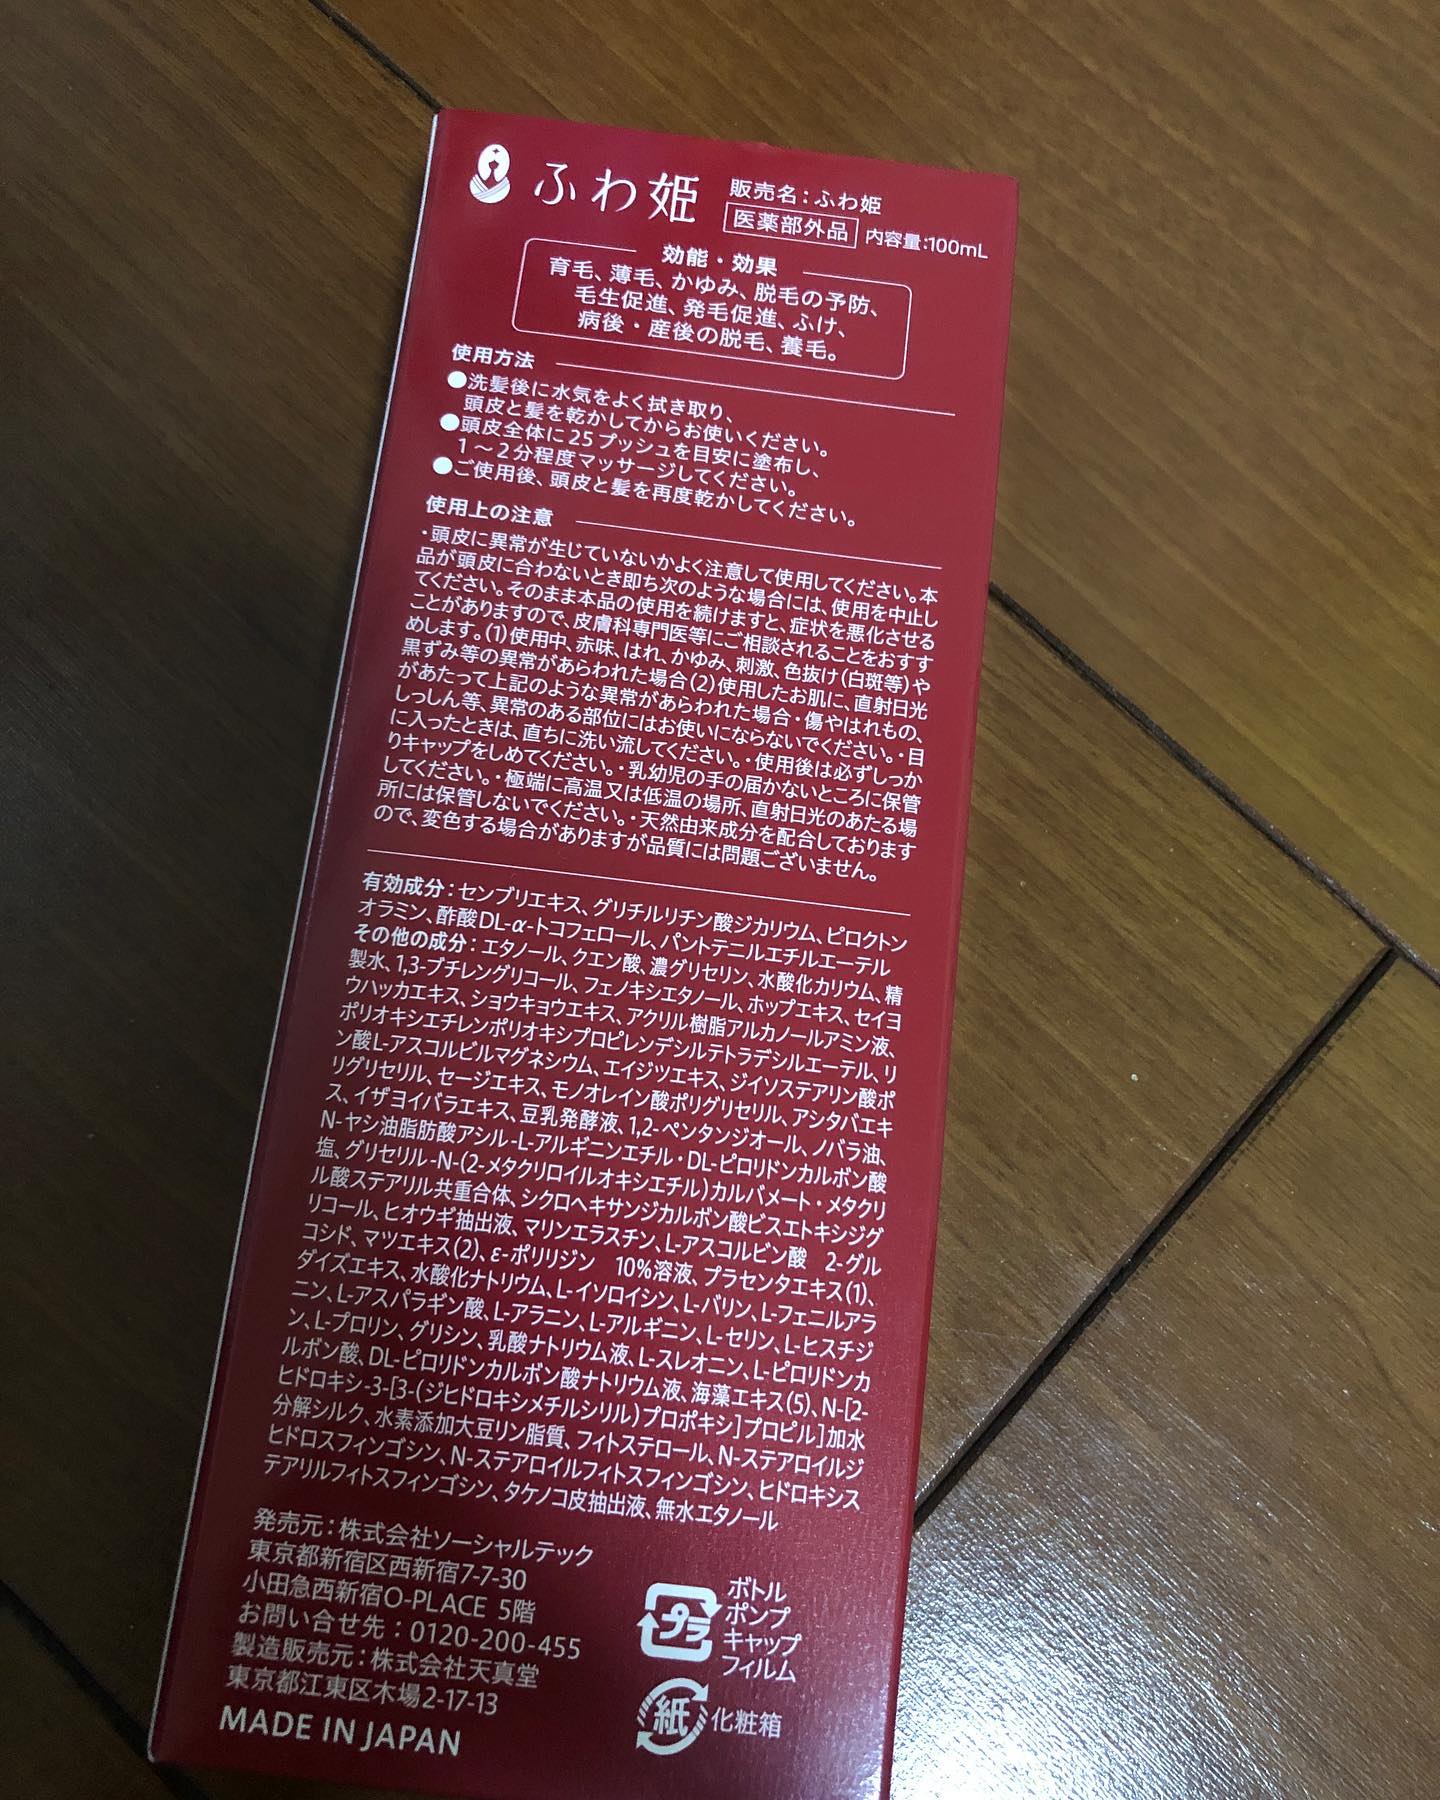 ふわ姫
販売名:ふわ姫
医薬部外品 内容量:100mL
効能・効果
育毛、薄毛、かゆみ、脱毛の予防、
毛生促進、発毛促進、ふけ、
病後・産後の脱毛、養毛。
使用方法
●洗髪後に水気をよく拭き取り、
頭皮と髪を乾かしてからお使いください。
●頭皮全体に25プッシュを目安に塗布し、
1〜2分程度マッサージしてください。
●ご使用後、頭皮と髪を再度乾かしてください。
使用上の注意
・頭皮に異常が生じていないかよく注意して使用してください。本
品が頭皮に合わないとき即ち次のような場合には、使用を中止し
てください。そのまま本品の使用を続けますと、症状を悪化させる
ことがありますので、皮膚科専門医等にご相談されることをおすす
めします。(1)使用中、赤味、はれ、かゆみ、刺激、色抜け(白斑等)や
黒ずみ等の異常があらわれた場合(2)使用したお肌に、直射日光
があたって上記のような異常があらわれた場合・傷やはれもの、
しっしん等、異常のある部位にはお使いにならないでください。・目
に入ったときは、直ちに洗い流してください。・使用後は必ずしっか
りキャップをしめてください。・乳幼児の手の届かないところに保管
してください。・極端に高温又は低温の場所、直射日光のあたる場
所には保管しないでください。・天然由来成分を配合しております
ので、変色する場合がありますが品質には問題ございません。
有効成分:センブリエキス、グリチルリチン酸ジカリウム、ピロクトン
オラミン、酢酸DL-α-トコフェロール、パントテニルエチルエーテル
その他の成分:エタノール、クエン酸、濃グリセリン、水酸化カリウム、精
製水、1,3-ブチレングリコール、フェノキシエタノール、ホップエキス、セイヨ
ウハッカエキス、ショウキョウエキス、アクリル樹脂アルカノールアミン液、
ポリオキシエチレンポリオキシプロピレンデシルテトラデシルエーテル、リ
ン酸L-アスコルビルマグネシウム、エイジツエキス、ジイソステアリン酸ポ
リグリセリル、セージエキス、モノオレイン酸ポリグリセリル、アシタバエキ
ス、イザヨイバラエキス、豆乳発酵液、1,2-ペンタンジオール、ノバラ油、
N-ヤシ油脂肪酸アシル-L-アルギニンエチル・DL-ピロリドンカルボン酸
塩、グリセリル-N-(2-メタクリロイルオキシエチル)カルバメート・メタクリ
ル酸ステアリル共重合体、シクロヘキサンジカルボン酸ビスエトキシジグ
リコール、ヒオウギ抽出液、マリンエラスチン、L-アスコルビン酸 2-グル
コシド、マツエキス(2)、ε-ポリリジン 10%溶液、プラセンタエキス(1)、
ダイズエキス、水酸化ナトリウム、L-イソロイシン、L-バリン、L-フェニルアラ
ニン、L-アスパラギン酸、L-アラニン、L-アルギニン、L-セリン、L-ヒスチジ
ン、L-プロリン、グリシン、乳酸ナトリウム液、L-スレオニン、L-ピロリドンカ
ルボン酸、DL-ピロリドンカルボン酸ナトリウム液、海藻エキス(5)、N-[2-
ヒドロキシ-3-[3-(ジヒドロキシメチルシリル)プロポキシ]プロピル]加水
分解シルク、水素添加大豆リン脂質、フィトステロール、N-ステアロイルジ
ヒドロスフィンゴシン、N-ステアロイルフィトスフィンゴシン、ヒドロキシス
テアリルフィトスフィンゴシン、タケノコ皮抽出液、無水エタノール
発売元:株式会社ソーシャルテック
東京都新宿区西新宿7-7-30
小田急西新宿O-PLACE 5階
お問い合せ先:0120-200-455
製造販売元:株式会社天真堂
東京都江東区木場2-17-13
MADE IN JAPAN
プラ
ボトル
ポンプ
キャップ
フィルム
紙 化粧箱